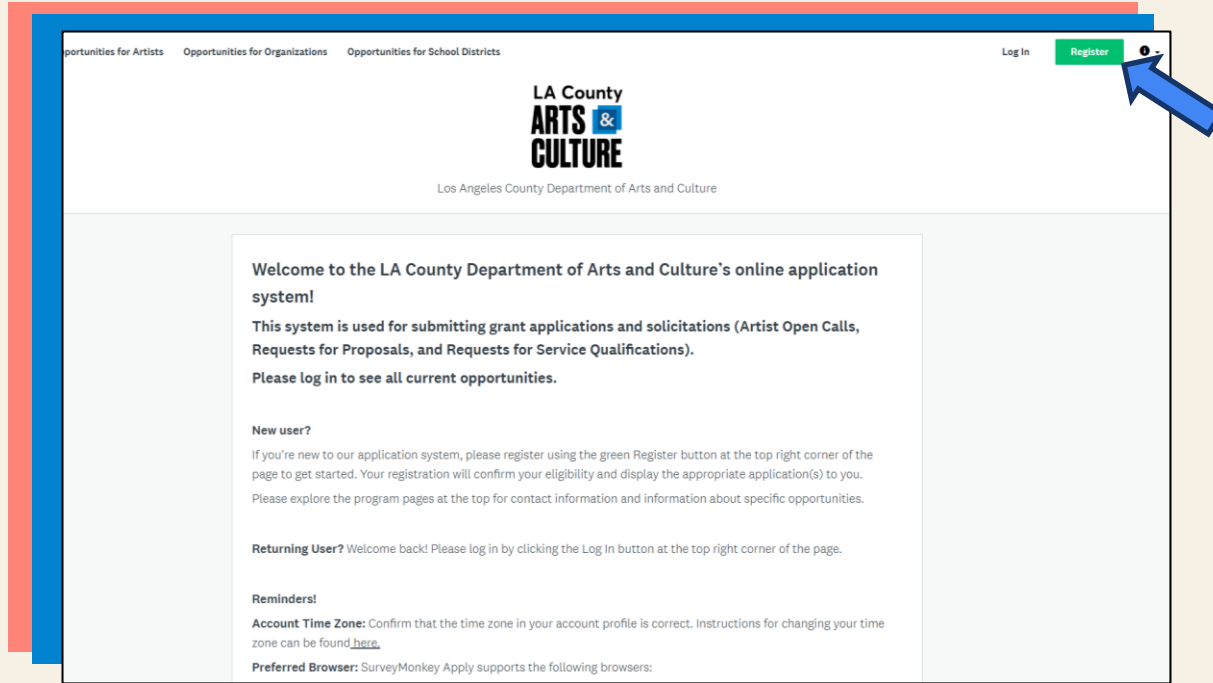 portunities for Artists Opportunities for Organizations Opportunities for School Districts Log In Register
LA County
ARTS &
CULTURE
Los Angeles County Department of Arts and Culture
Welcome to the LA County Department of Arts and Culture's online application
system!
This system is used for submitting grant applications and solicitations (Artist Open Calls,
Requests for Proposals, and Requests for Service Qualifications).
Please log in to see all current opportunities.
New user?
If you're new to our application system, please register using the green Register button at the top right corner of the
page to get started. Your registration will confirm your eligibility and display the appropriate application(s) to you.
Please explore the program pages at the top for contact information and information about specific opportunities.
Returning User? Welcome back! Please log in by clicking the Log In button at the top right corner of the page.
Reminders!
Account Time Zone: Confirm that the time zone in your account profile is correct. Instructions for changing your time
zone can be found here.
Preferred Browser: SurveyMonkey Apply supports the following browsers: